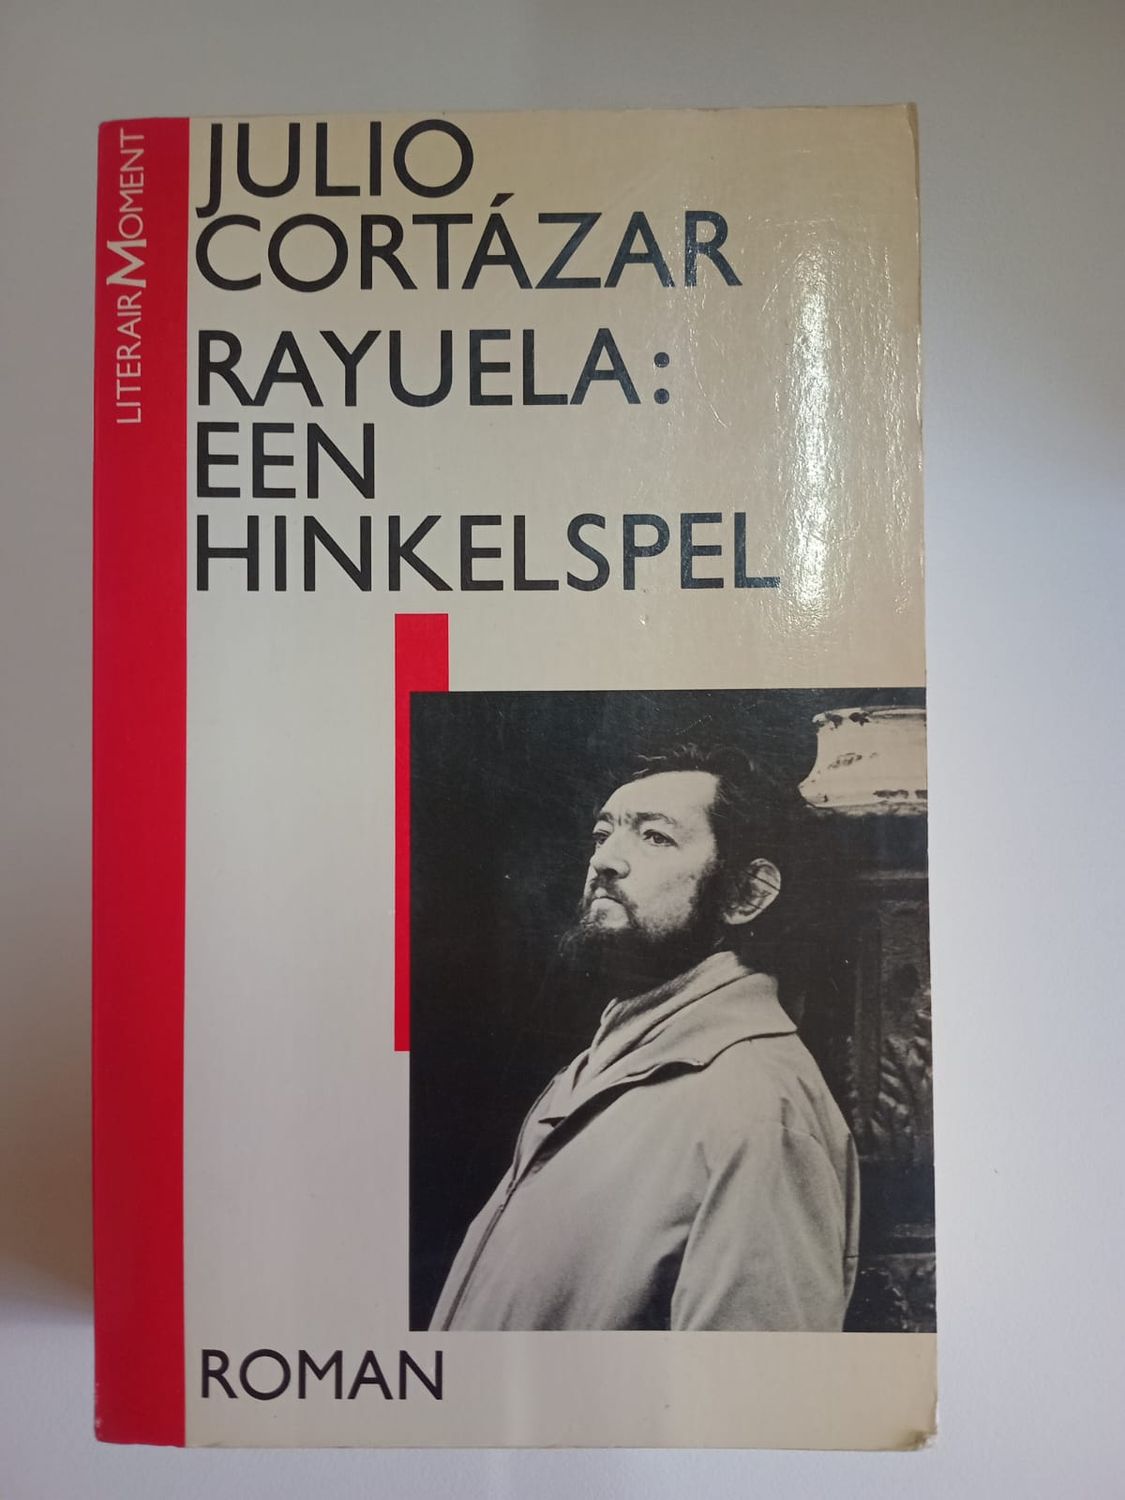 LITERAIR MOMENT
JULIO
CORTÁZAR
RAYUELA:
EEN
HINKELSPEL
ROMAN